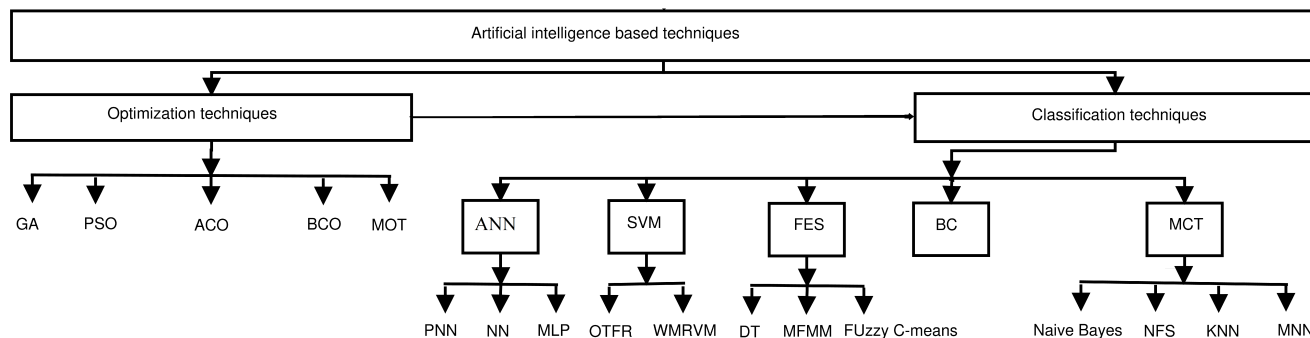 Artificial intelligence based techniques
Optimization techniques
Classification techniques
GA
PSO
ACO
BCO
MOT
ANN
SVM
FES
BC
MCT
PNN
NN
MLP
OTFR
WMRVM
DT
MFMM
FUzzy C-means
Naive Bayes
NFS
KNN
MNN